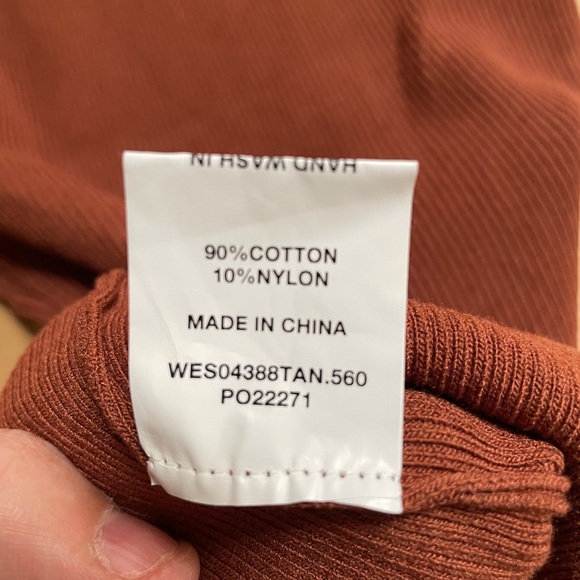 HAND WASH IN
90%COTTON
10%NYLON
MADE IN CHINA
WES04388TAN.560
PO22271